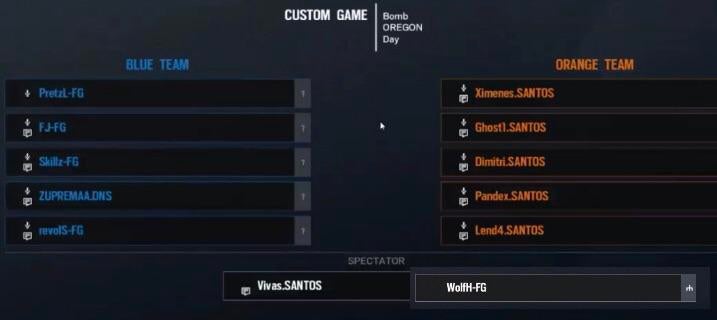 CUSTOM GAME
Bomb
OREGON
Day
BLUE TEAM
ORANGE TEAM
PretzL-FG
?
Ximenes.SANTOS
FJ-FG
?
Ghost1.SANTOS
Skillz-FG
?
Dimitri.SANTOS
ZUPREMAA.DNS
?
Pandex.SANTOS
revolS-FG
?
Lend4.SANTOS
SPECTATOR
Vivas.SANTOS
WolfH-FG